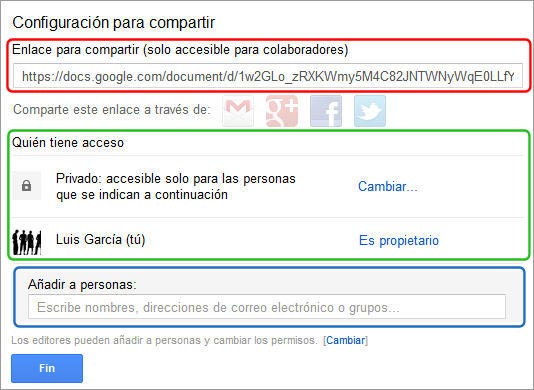 Configuración para compartir
Enlace para compartir (solo accesible para colaboradores)
https://docs.google.com/document/d/1w2GLo_zRXKWmy5M4C82JNTWNyWqE0LLfY
Comparte este enlace a través de:
Quién tiene acceso
Privado: accesible solo para las personas
que se indican a continuación
Cambiar...
Luis García (tú)
Es propietario
Añadir a personas:
Escribe nombres, direcciones de correo electrónico o grupos...
Los editores pueden añadir a personas y cambiar los permisos. [Cambiar]
Fin